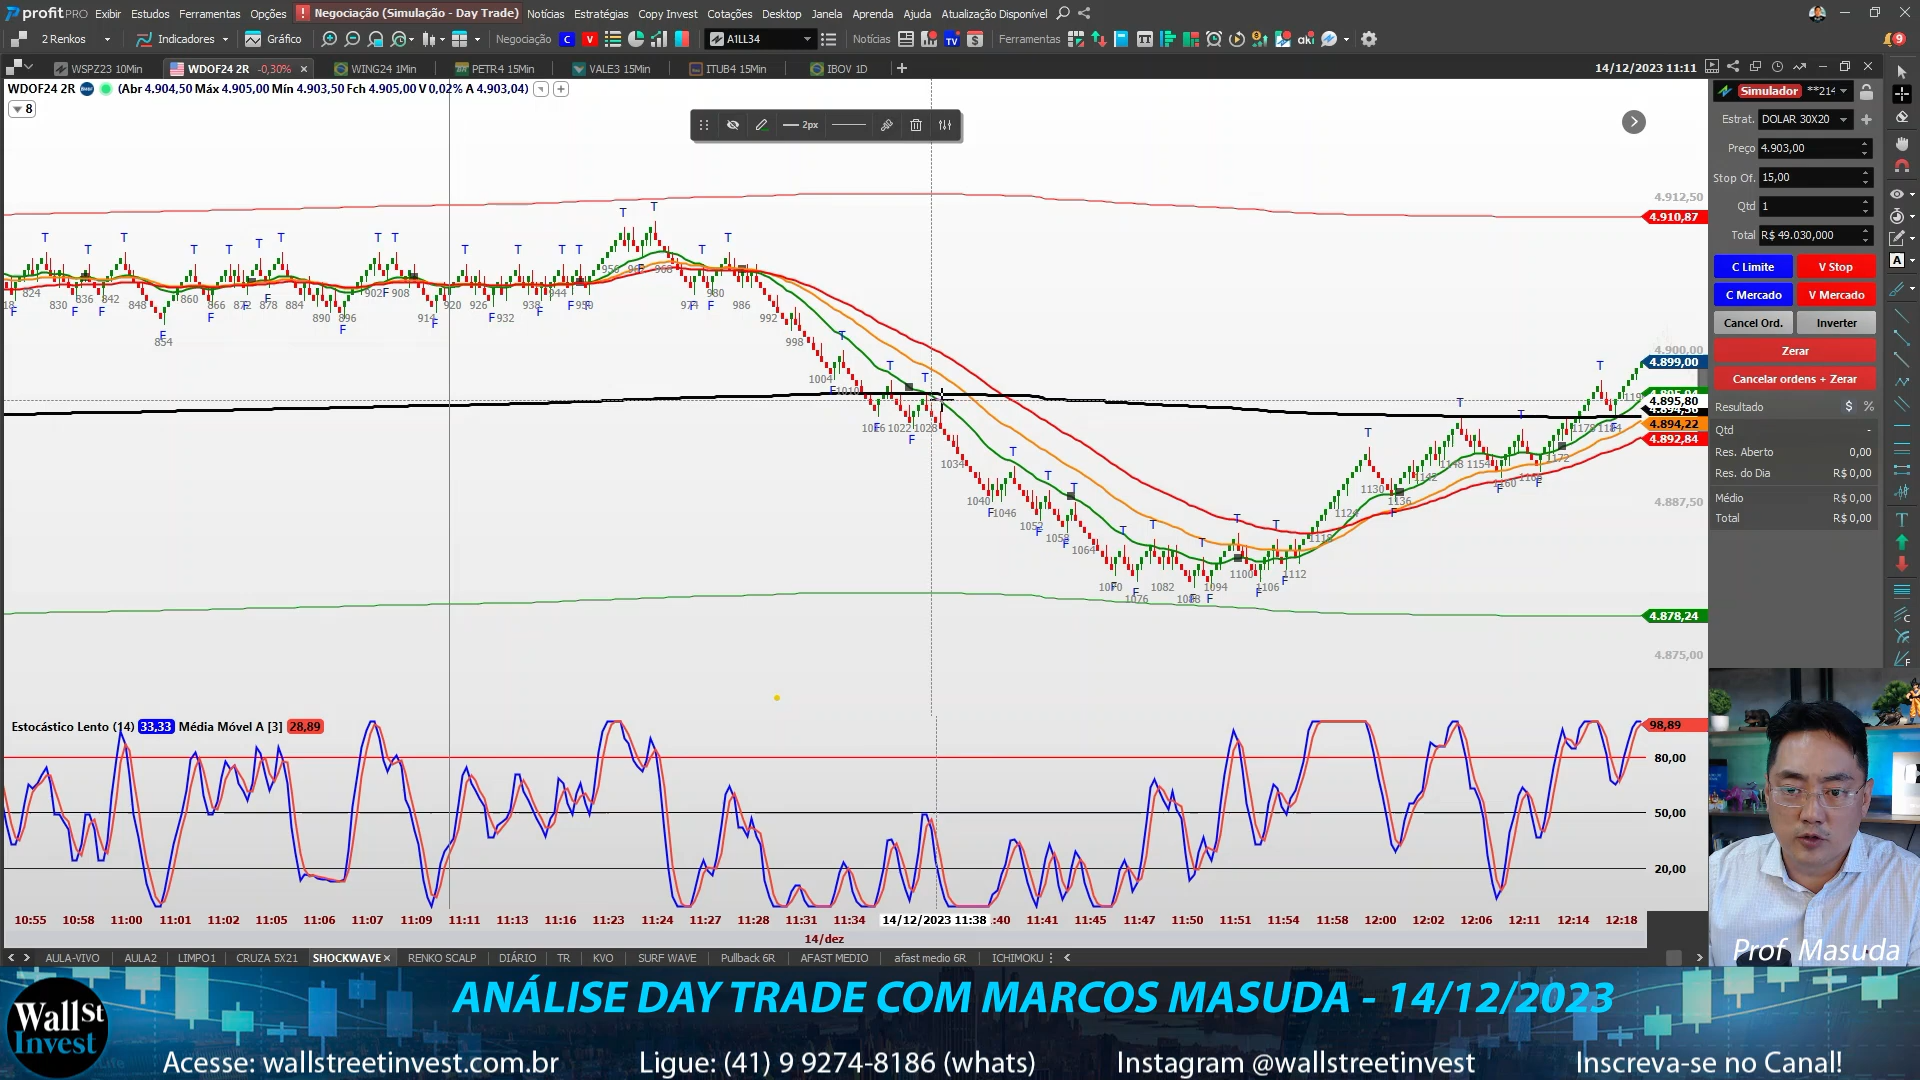 profitPRO Exibir Estudos Ferramentas Opções ! Negociação (Simulação - Day Trade) Notícias Estratégias Copy Invest Cotações Desktop Janela Aprenda Ajuda Atualização Disponível
2 Renkos Indicadores Gráfico Negociação C V A1LL34 Notícias TV $ Ferramentas aki 9
WSPZ23 10Min WDOF24 2R -0,30% × WING24 1Min PETR4 15Min VALE3 15Min ITUB4 15Min IBOV 1D + 14/12/2023 11:11
WDOF24 2R (Abr 4.904,50 Máx 4.905,00 Mín 4.903,50 Fch 4.905,00 V 0,02% A 4.903,04)
8
2px
Simulador
Estrat. DOLAR 30X20
Preço 4.903,00
Stop Of. 15,00
Qtd 1
Total R$ 49.030,000
C Limite V Stop
C Mercado V Mercado
Cancel Ord. Inverter
Zerar
Cancelar ordens + Zerar
Resultado $ %
Qtd -
Res. Aberto 0,00
Res. do Dia R$ 0,00
Médio R$ 0,00
Total R$ 0,00
4.912,50
4.910,87
4.900,00
4.899,00
4.895,80
4.894,22
4.892,84
4.887,50
4.878,24
4.875,00
Estocástico Lento (14) 33,33 Média Móvel A [3] 28,89
98,89
80,00
50,00
20,00
10:55 10:58 11:00 11:01 11:02 11:05 11:06 11:07 11:09 11:11 11:13 11:16 11:23 11:24 11:27 11:28 11:31 11:34 14/12/2023 11:38 :40 11:41 11:45 11:47 11:50 11:51 11:54 11:58 12:00 12:02 12:06 12:11 12:14 12:18
14/dez
AULA-VIVO AULA2 LIMPO1 CRUZA 5X21 SHOCKWAVE × RENKO SCALP DIÁRIO TR KVO SURF WAVE Pullback 6R AFAST MEDIO afast medio 6R ICHIMOKU
Prof. Masuda
Wall St Invest
ANÁLISE DAY TRADE COM MARCOS MASUDA - 14/12/2023
Acesse: wallstreetinvest.com.br Ligue: (41) 9 9274-8186 (whats) Instagram @wallstreetinvest Inscreva-se no Canal!